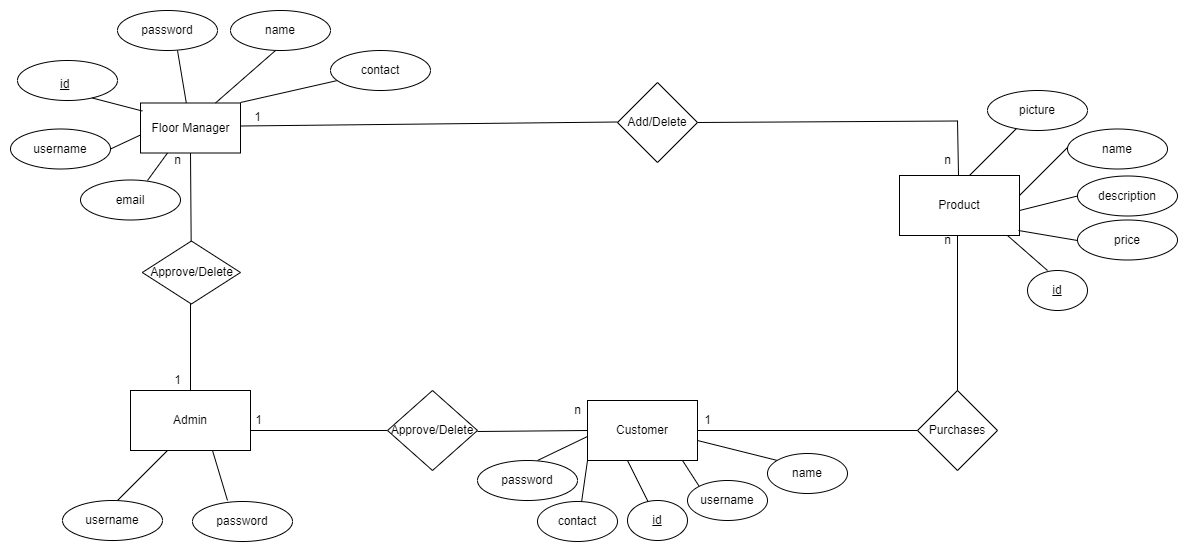 password
name
contact
id
Floor Manager
1
Add/Delete
picture
username
n
n
name
email
description
Product
price
n
Approve/Delete
id
1
Admin
1
Approve/Delete
n
Customer
1
Purchases
password
name
username
contact
id
username
password